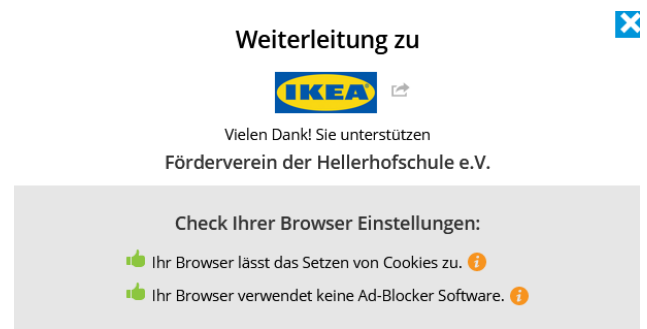 Weiterleitung zu
IKEA
Vielen Dank! Sie unterstützen
Förderverein der Hellerhofschule e.V.
Check Ihrer Browser Einstellungen:
Ihr Browser lässt das Setzen von Cookies zu. i
Ihr Browser verwendet keine Ad-Blocker Software. i